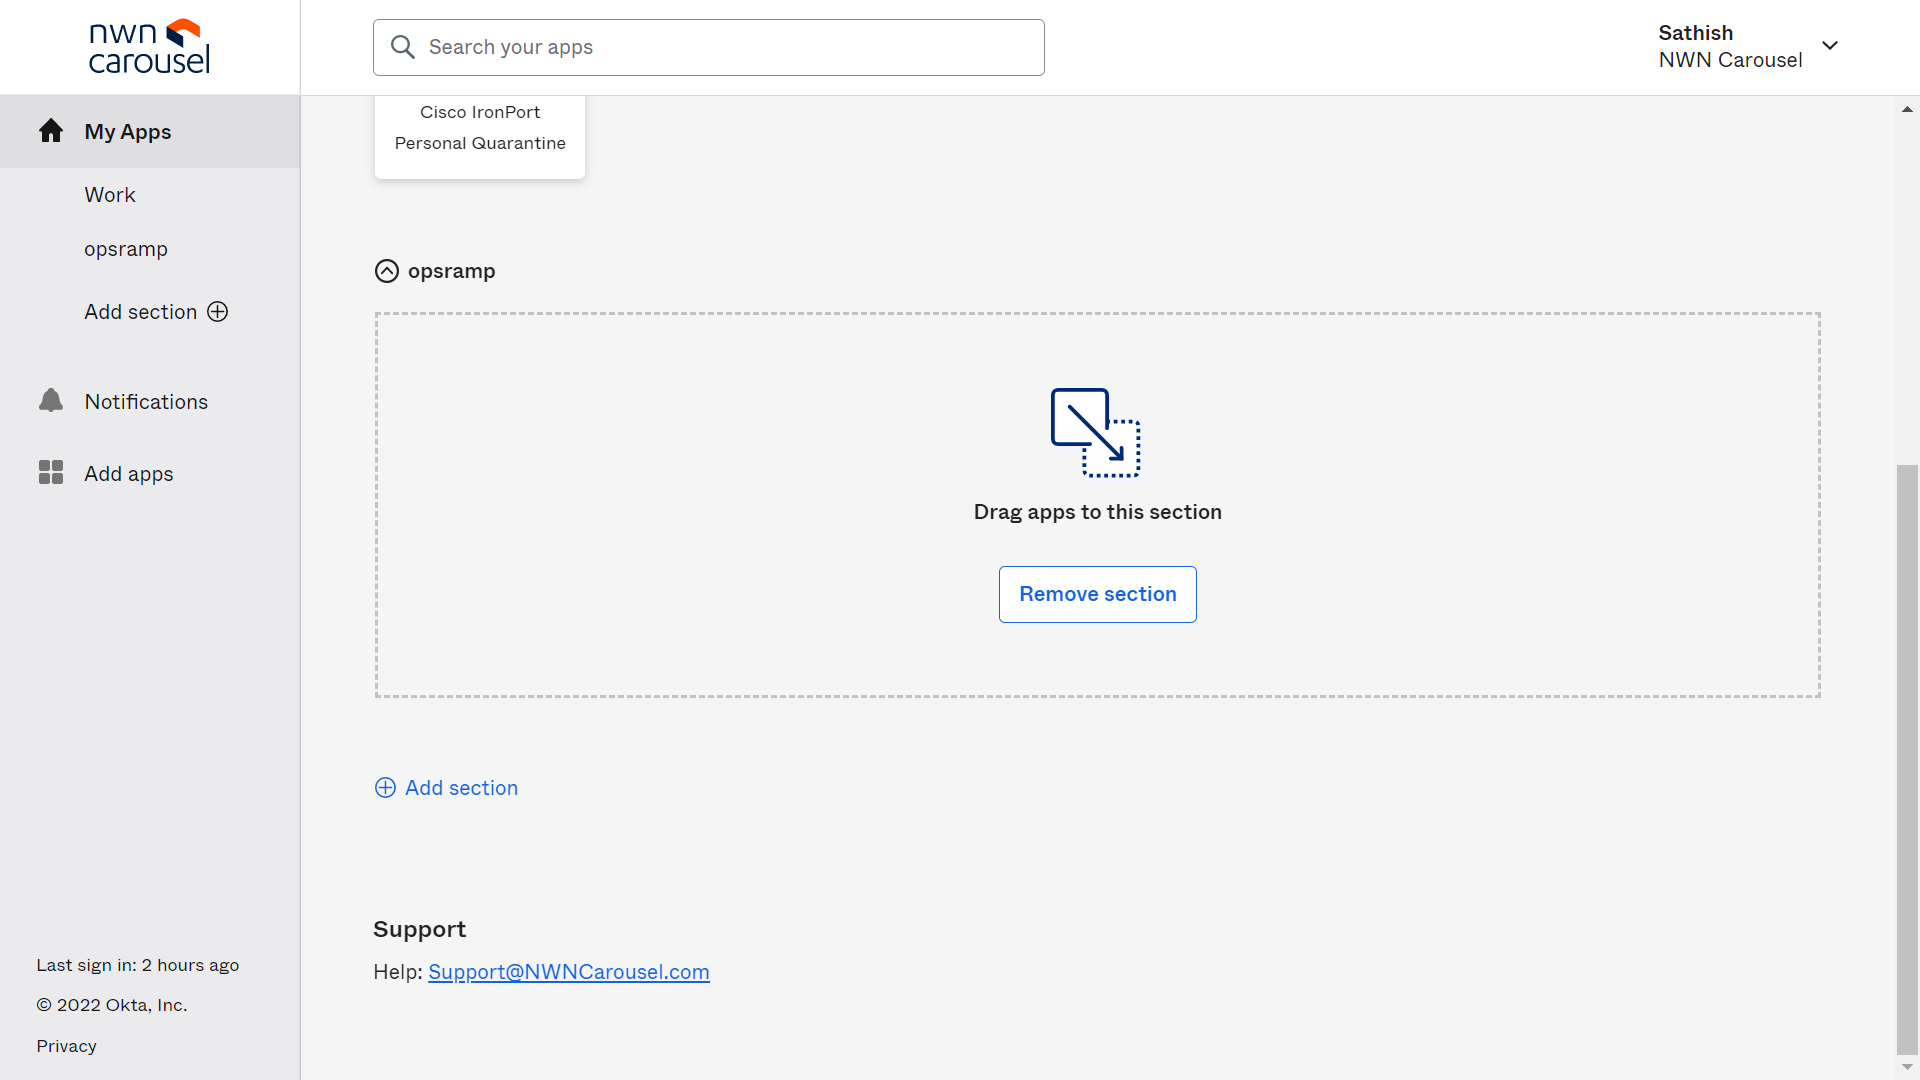 nwn
carousel
Search your apps
Sathish
NWN Carousel
My Apps
Work
opsramp
Add section
Notifications
Add apps
Last sign in: 2 hours ago
© 2022 Okta, Inc.
Privacy
Cisco IronPort
Personal Quarantine
opsramp
Drag apps to this section
Remove section
Add section
Support
Help: Support@NWNCarousel.com